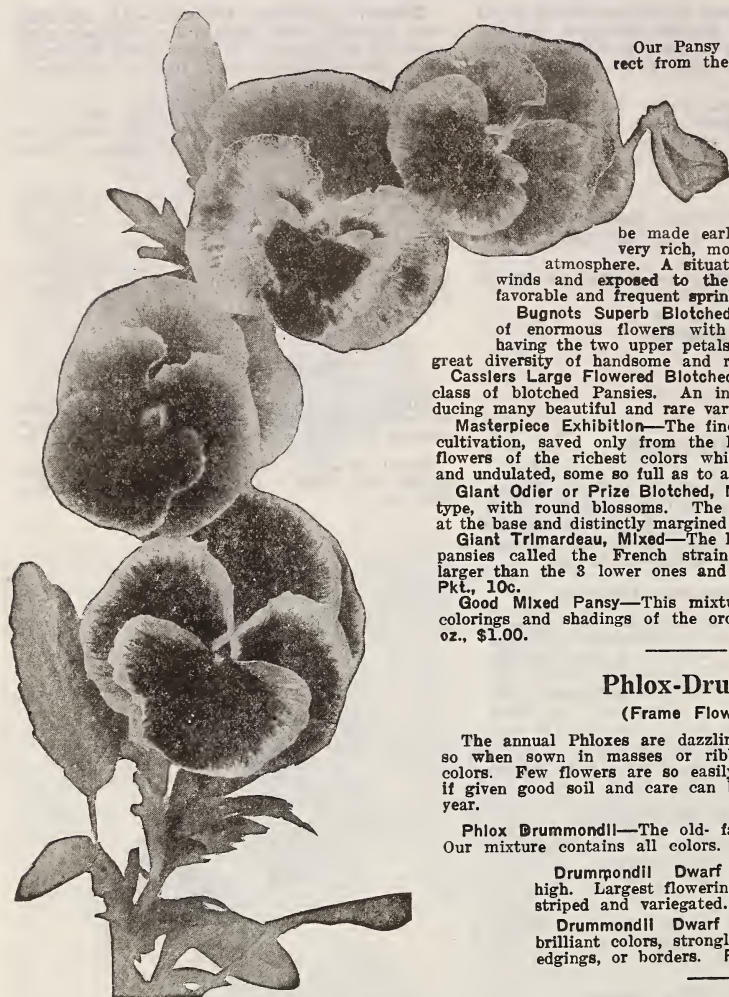 Our Pansy
rect from the
be made earl
very rich, mo
atmosphere. A situat
winds and exposed to the
favorable and frequent sprin
Bugnots Superb Blotched
of enormous flowers with
having the two upper petals
great diversity of handsome and r
Casslers Large Flowered Blotched
class of blotched Pansies. An in
ducing many beautiful and rare var
Masterpiece Exhibition—The fine
cultivation, saved only from the l
flowers of the richest colors whi
and undulated, some so full as to a
Giant Odier or Prize Blotched, M
type, with round blossoms. The
at the base and distinctly margined
Giant Trimardeau, Mixed—The l
pansies called the French strain
larger than the 3 lower ones and
Pkt., 10c.
Good Mixed Pansy—This mixtu
colorings and shadings of the ord
oz., $1.00.
Phlox-Dru
(Frame Flow
The annual Phloxes are dazzlin
so when sown in masses or rib
colors. Few flowers are so easily
if given good soil and care can
year.
Phlox Drummondii—The old- fa
Our mixture contains all colors.
Drummondii Dwarf
high. Largest flowerin
striped and variegated.
Drummondii Dwarf
brilliant colors, strongl
edgings, or borders. P